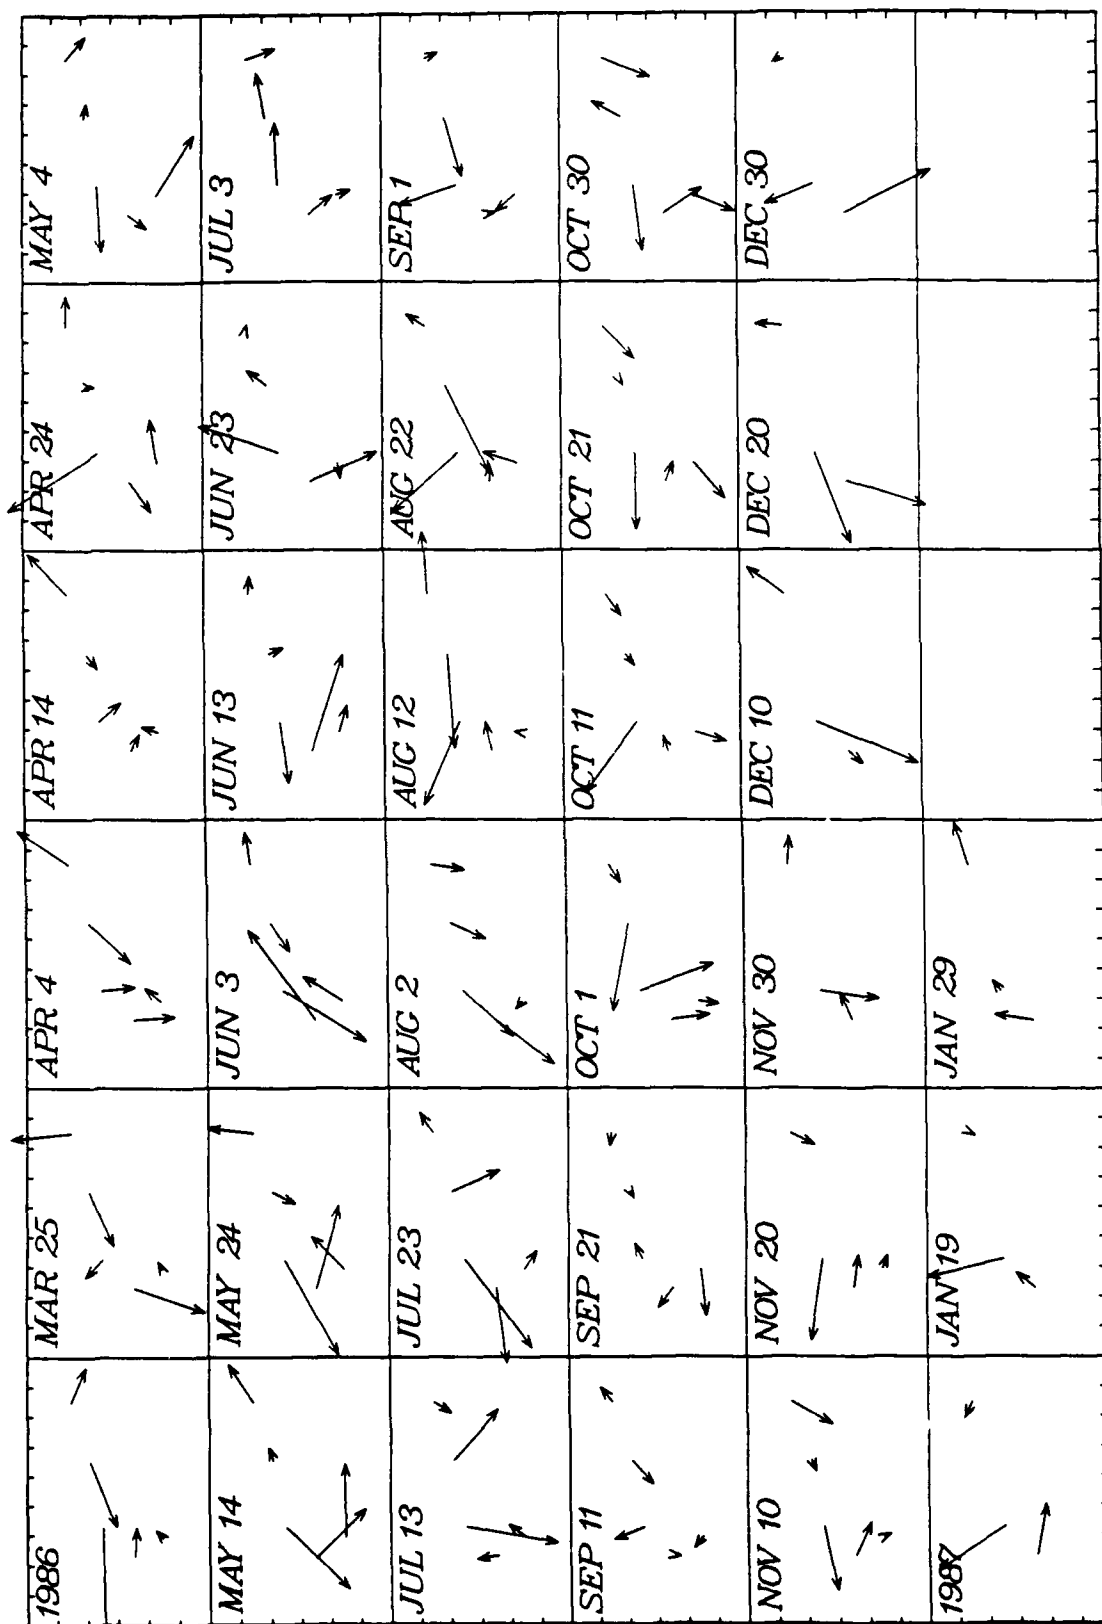 1986 MAR 25 APR 4 APR 14 APR 24 MAY 4
MAY 14 MAY 24 JUN 3 JUN 13 JUN 23 JUL 3
JUL 13 JUL 23 AUG 2 AUG 12 AUG 22 SEP 1
SEP 11 SEP 21 OCT 1 OCT 11 OCT 21 OCT 30
NOV 10 NOV 20 NOV 30 DEC 10 DEC 20 DEC 30
1987 JAN 19 JAN 29